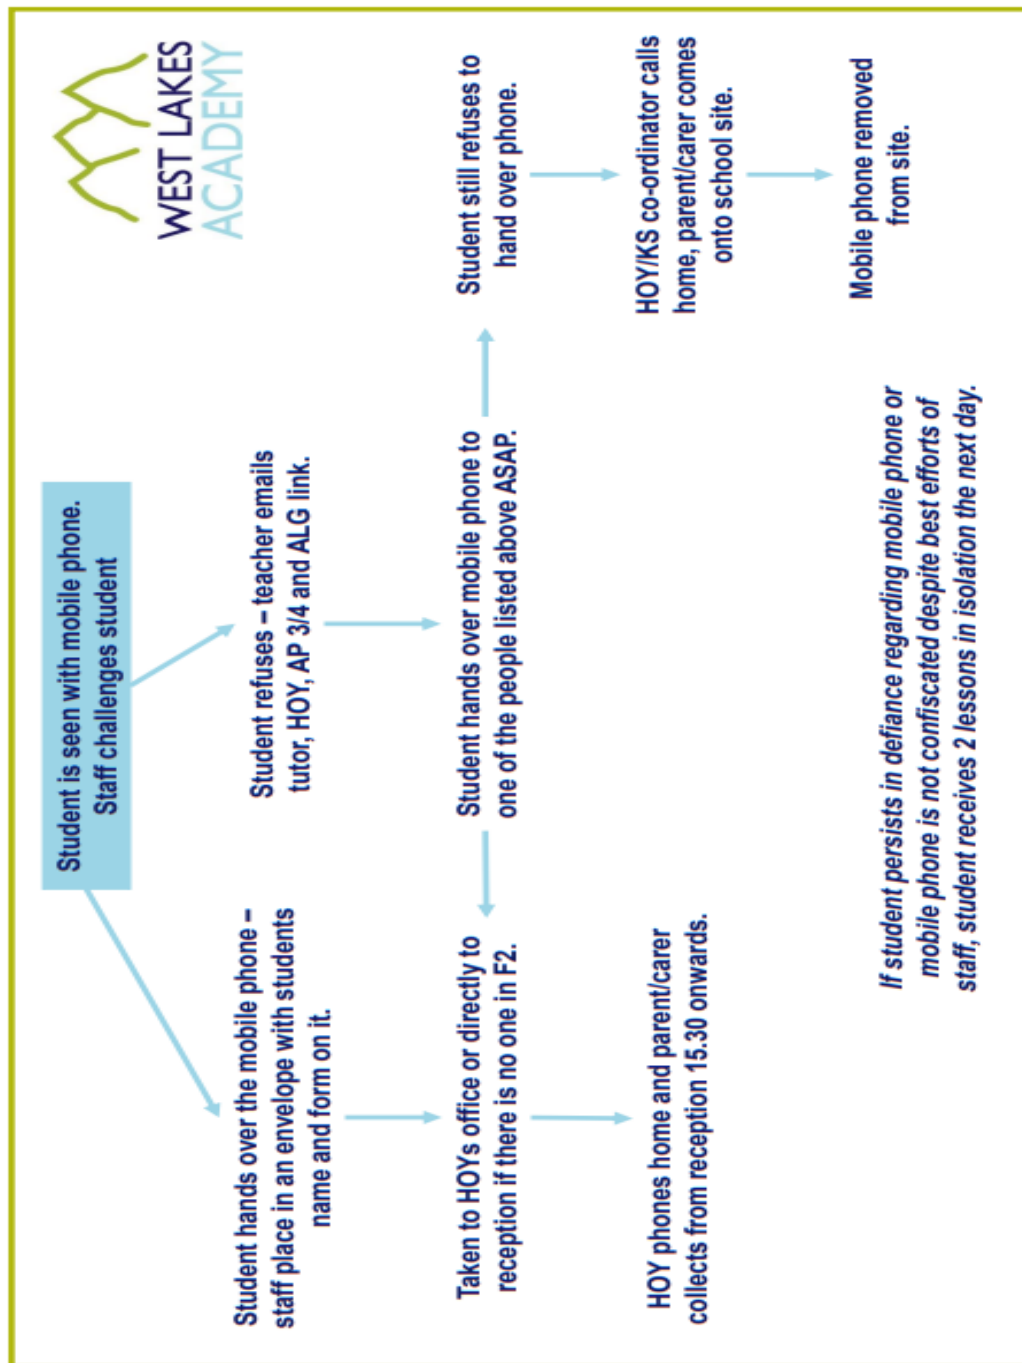 WEST LAKES
ACADEMY
Student is seen with mobile phone.
Staff challenges student
Student hands over the mobile phone –
staff place in an envelope with students
name and form on it.
Student refuses – teacher emails
tutor, HOY, AP 3/4 and ALG link.
Taken to HOYs office or directly to
reception if there is no one in F2.
Student hands over mobile phone to
one of the people listed above ASAP.
Student still refuses to
hand over phone.
HOY phones home and parent/carer
collects from reception 15.30 onwards.
HOY/KS co-ordinator calls
home, parent/carer comes
onto school site.
Mobile phone removed
from site.
If student persists in defiance regarding mobile phone or
mobile phone is not confiscated despite best efforts of
staff, student receives 2 lessons in isolation the next day.